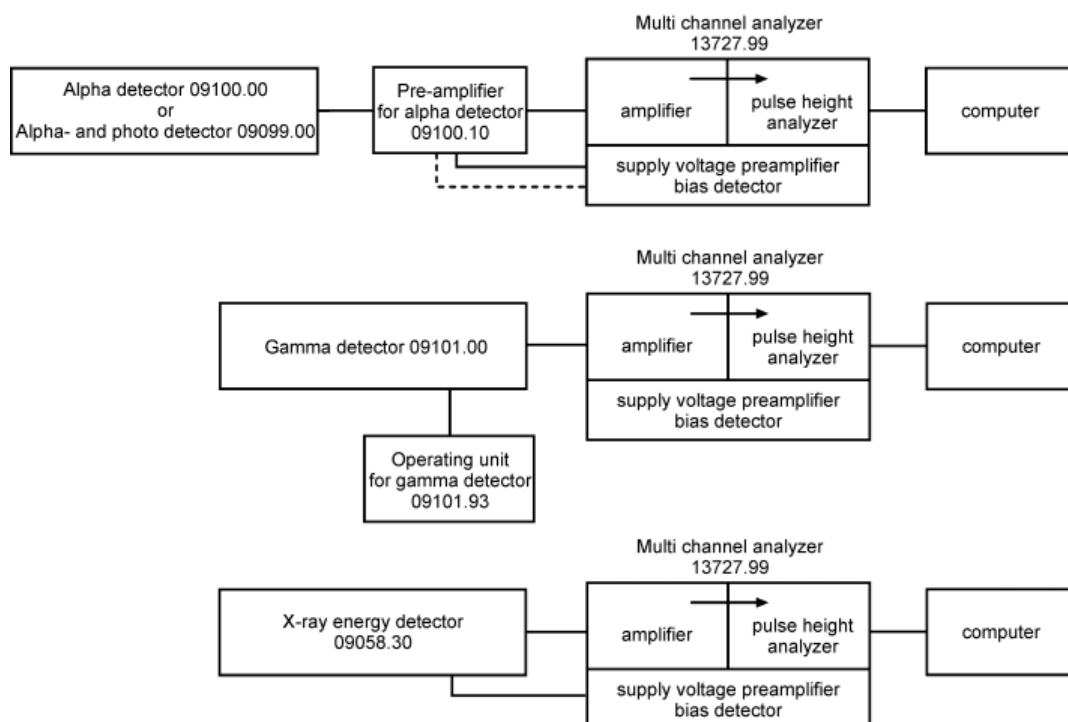 Multi channel analyzer
13727.99
Alpha detector 09100.00
or
Alpha- and photo detector 09099.00
Pre-amplifier
for alpha detector
09100.10
amplifier
pulse height
analyzer
supply voltage preamplifier
bias detector
computer
Multi channel analyzer
13727.99
Gamma detector 09101.00
amplifier
pulse height
analyzer
supply voltage preamplifier
bias detector
computer
Operating unit
for gamma detector
09101.93
Multi channel analyzer
13727.99
X-ray energy detector
09058.30
amplifier
pulse height
analyzer
supply voltage preamplifier
bias detector
computer